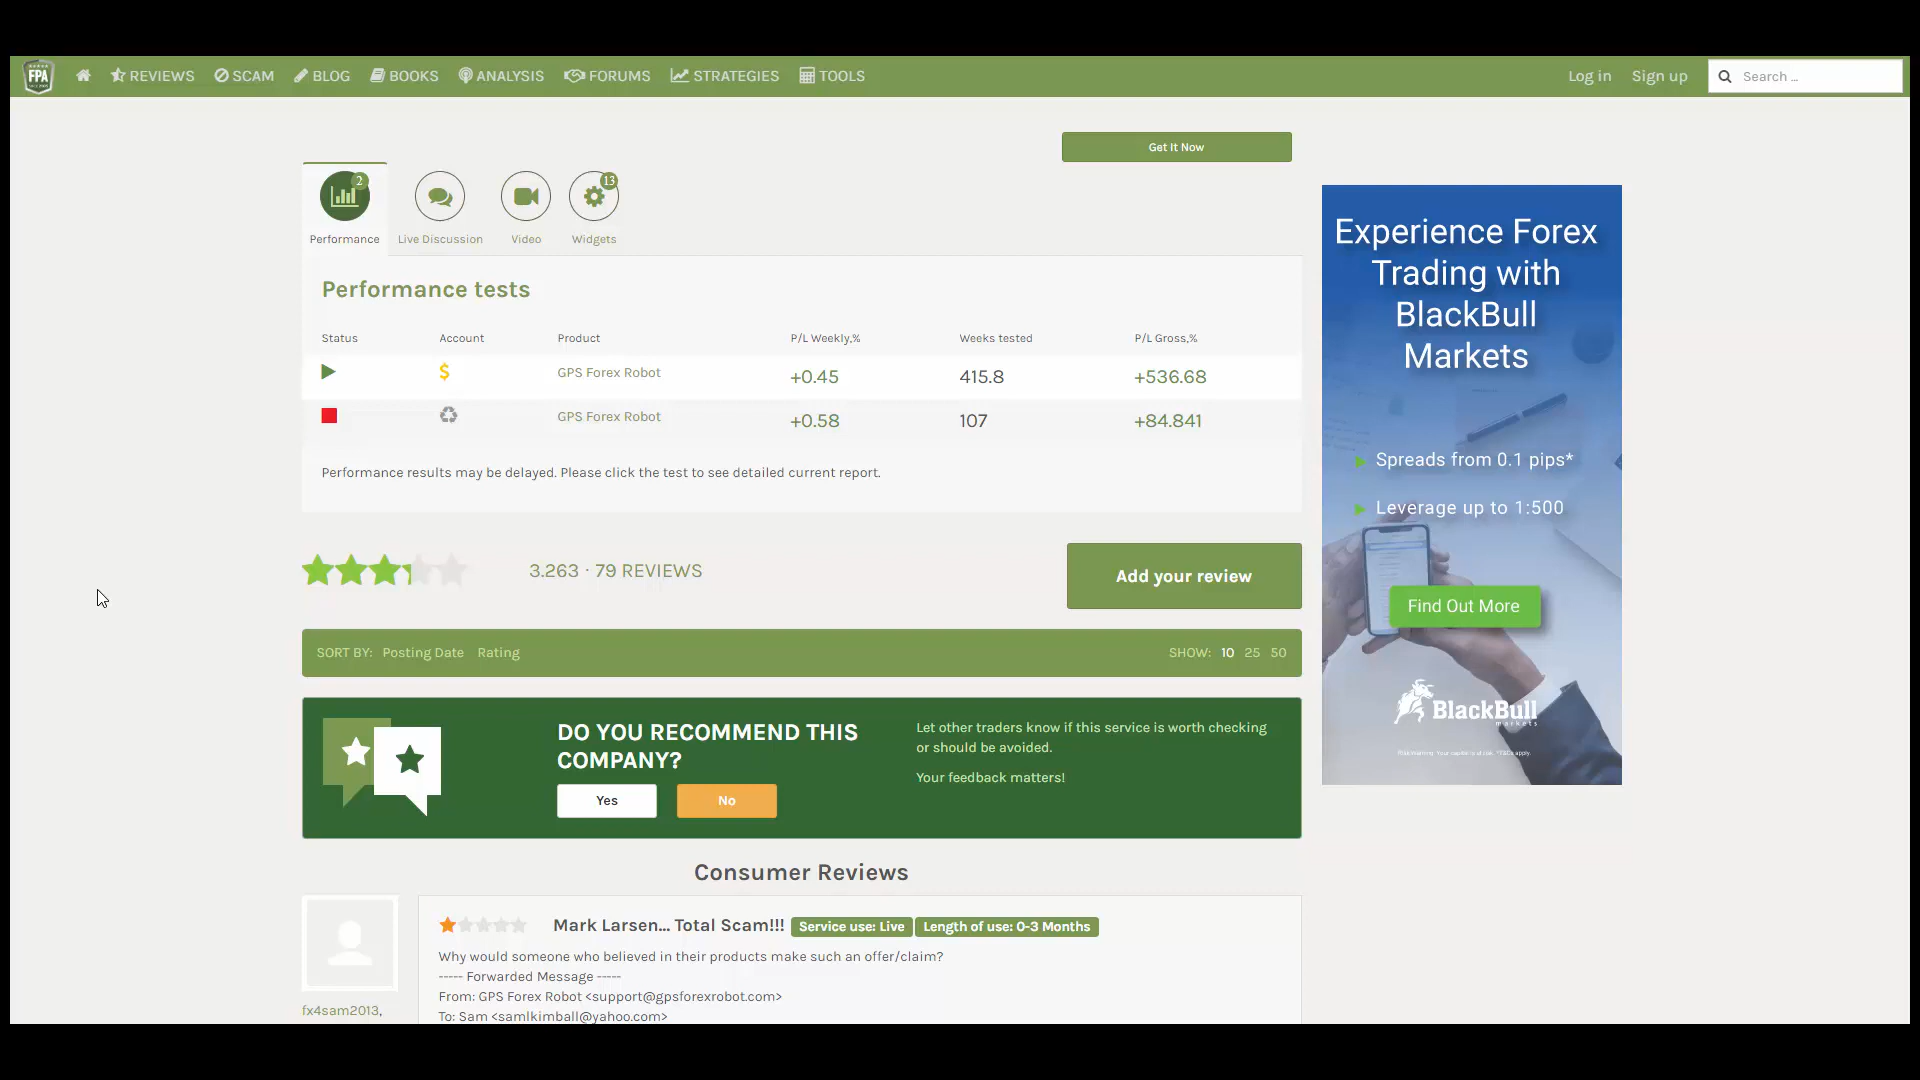 FPA
REVIEWS SCAM BLOG BOOKS ANALYSIS FORUMS STRATEGIES TOOLS Log in Sign up Search ...
Get It Now
2
13
Performance Live Discussion Video Widgets
Performance tests
Status Account Product P/L Weekly,% Weeks tested P/L Gross,%
GPS Forex Robot +0.45 415.8 +536.68
GPS Forex Robot +0.58 107 +84.841
Performance results may be delayed. Please click the test to see detailed current report.
3.263 · 79 REVIEWS
Add your review
SORT BY: Posting Date Rating SHOW: 10 25 50
DO YOU RECOMMEND THIS
COMPANY?
Yes No
Let other traders know if this service is worth checking
or should be avoided.
Your feedback matters!
Consumer Reviews
Mark Larsen... Total Scam!!! Service use: Live Length of use: 0-3 Months
Why would someone who believed in their products make such an offer/claim?
----- Forwarded Message -----
From: GPS Forex Robot <support@gpsforexrobot.com>
To: Sam <samlkimball@yahoo.com>
fx4sam2013,
Experience Forex
Trading with
BlackBull
Markets
Spreads from 0.1 pips*
Leverage up to 1:500
Find Out More
BlackBull
markets